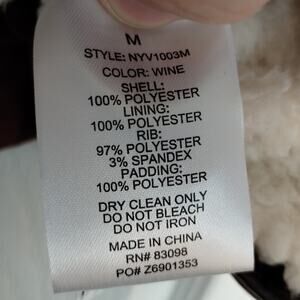 M
STYLE: NYV1003M
COLOR: WINE
SHELL:
100% POLYESTER
LINING:
100% POLYESTER
RIB:
97% POLYESTER
3% SPANDEX
PADDING:
100% POLYESTER
DRY CLEAN ONLY
DO NOT BLEACH
DO NOT IRON
MADE IN CHINA
RN# 83098
PO# Z6901353